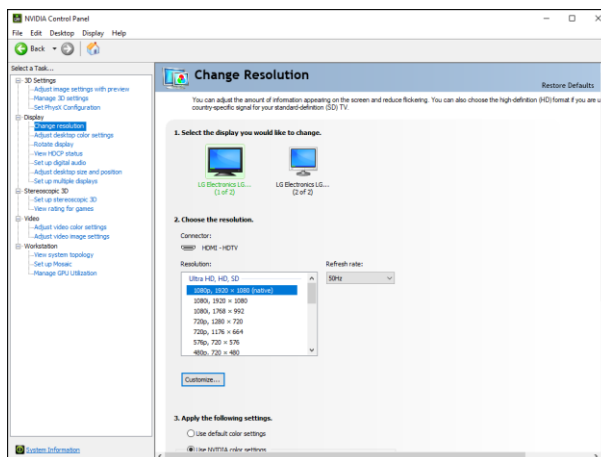 NVIDIA Control Panel
File Edit Desktop Display Help
Back
Select a Task...
3D Settings
Adjust image settings with preview
Manage 3D settings
Set PhysX Configuration
Display
Change resolution
Adjust desktop color settings
Rotate display
View HDCP status
Set up digital audio
Adjust desktop size and position
Set up multiple displays
Stereoscopic 3D
Set up stereoscopic 3D
View rating for games
Video
Adjust video color settings
Adjust video image settings
Workstation
View system topology
Set up Mosaic
Manage GPU Utilization
System Information
Change Resolution
Restore Defaults
You can adjust the amount of information appearing on the screen and reduce flickering. You can also choose the high-definition (HD) format if you are u
country-specific signal for your standard-definition (SD) TV.
1. Select the display you would like to change.
LG Electronics LG... LG Electronics LG...
(1 of 2) (2 of 2)
2. Choose the resolution.
Connector:
HDMI - HDTV
Resolution: Refresh rate:
Ultra HD, HD, SD 50Hz
1080p, 1920 × 1080 (native)
1080i, 1920 × 1080
1080i, 1768 × 992
720p, 1280 × 720
720p, 1176 × 664
576p, 720 × 576
480p, 720 × 480
Customize...
3. Apply the following settings.
Use default color settings
Use NVIDIA color settings